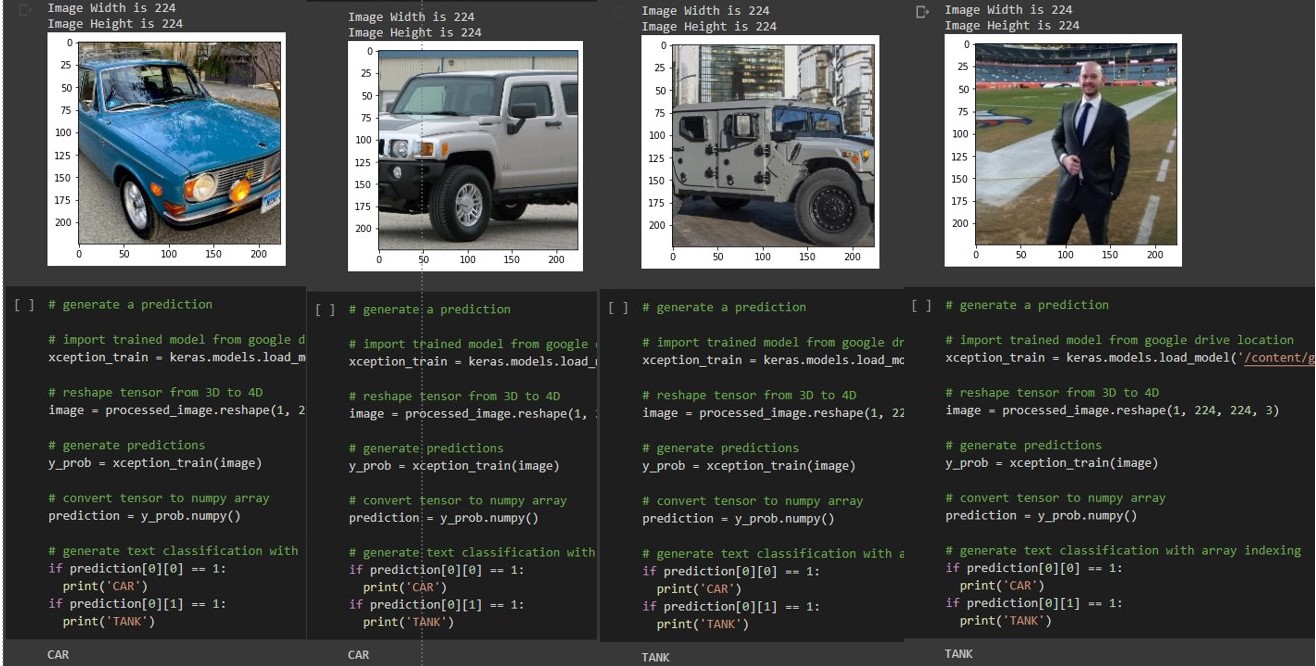 Image Width is 224
Image Height is 224
0
25
50
75
100
125
150
175
200
0 50 100 150 200
[ ] # generate a prediction
# import trained model from google d
xception_train = keras.models.load_m
# reshape tensor from 3D to 4D
image = processed_image.reshape(1, 2
# generate predictions
y_prob = xception_train(image)
# convert tensor to numpy array
prediction = y_prob.numpy()
# generate text classification with
if prediction[0][0] == 1:
print('CAR')
if prediction[0][1] == 1:
print('TANK')
CAR
Image Width is 224
Image Height is 224
0
25
50
75
100
125
150
175
200
0 50 100 150 200
[ ] # generate a prediction
# import trained model from google
xception_train = keras.models.load_m
# reshape tensor from 3D to 4D
image = processed_image.reshape(1,
# generate predictions
y_prob = xception_train(image)
# convert tensor to numpy array
prediction = y_prob.numpy()
# generate text classification with
if prediction[0][0] == 1:
print('CAR')
if prediction[0][1] == 1:
print('TANK')
CAR
Image Width is 224
Image Height is 224
0
25
50
75
100
125
150
175
200
0 50 100 150 200
[ ] # generate a prediction
# import trained model from google dr
xception_train = keras.models.load_mo
# reshape tensor from 3D to 4D
image = processed_image.reshape(1, 22
# generate predictions
y_prob = xception_train(image)
# convert tensor to numpy array
prediction = y_prob.numpy()
# generate text classification with a
if prediction[0][0] == 1:
print('CAR')
if prediction[0][1] == 1:
print('TANK')
TANK
Image Width is 224
Image Height is 224
0
25
50
75
100
125
150
175
200
0 50 100 150 200
[ ] # generate a prediction
# import trained model from google drive location
xception_train = keras.models.load_model('/content/g
# reshape tensor from 3D to 4D
image = processed_image.reshape(1, 224, 224, 3)
# generate predictions
y_prob = xception_train(image)
# convert tensor to numpy array
prediction = y_prob.numpy()
# generate text classification with array indexing
if prediction[0][0] == 1:
print('CAR')
if prediction[0][1] == 1:
print('TANK')
TANK